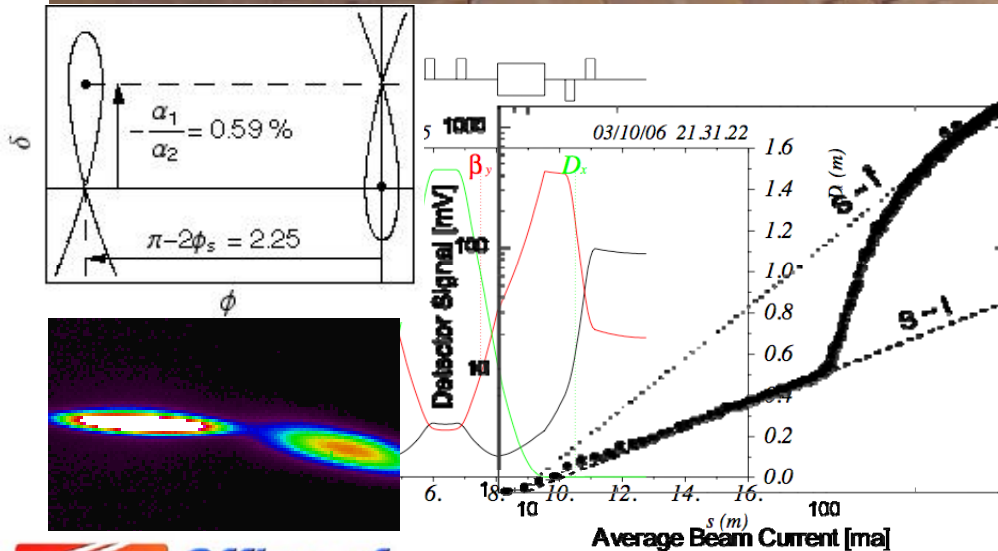 δ
-α₁/α₂ = 0.59 %
π-2ϕₛ = 2.25
ϕ
03/10/06 21.31.22
βy
Dx
D (m)
Detector Signal [mV]
1000
100
10
1
1.6
1.4
1.2
1.0
0.8
0.6
0.4
0.2
0.0
6. 8. 10. 12. 14. 16.
s (m)
10 100
Average Beam Current [ma]